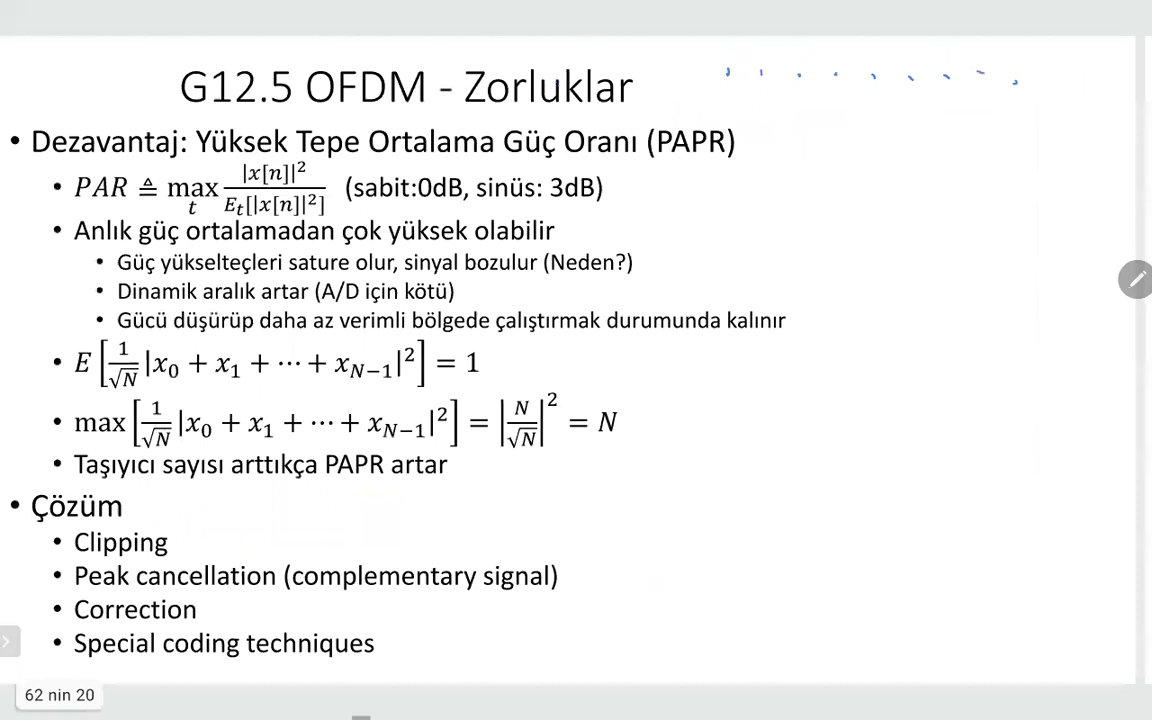 G12.5 OFDM - Zorluklar
• Dezavantaj: Yüksek Tepe Ortalama Güç Oranı (PAPR)
• PAR ≜ max_t |x[n]|² / E_t[|x[n]|²] (sabit:0dB, sinüs: 3dB)
• Anlık güç ortalamadan çok yüksek olabilir
• Güç yükselteçleri sature olur, sinyal bozulur (Neden?)
• Dinamik aralık artar (A/D için kötü)
• Gücü düşürüp daha az verimli bölgede çalıştırmak durumunda kalınır
• E[1/√N |x₀ + x₁ + ⋯ + x_{N−1}|²] = 1
• max[1/√N |x₀ + x₁ + ⋯ + x_{N−1}|²] = |N/√N|² = N
• Taşıyıcı sayısı arttıkça PAPR artar
• Çözüm
• Clipping
• Peak cancellation (complementary signal)
• Correction
• Special coding techniques
62 nin 20